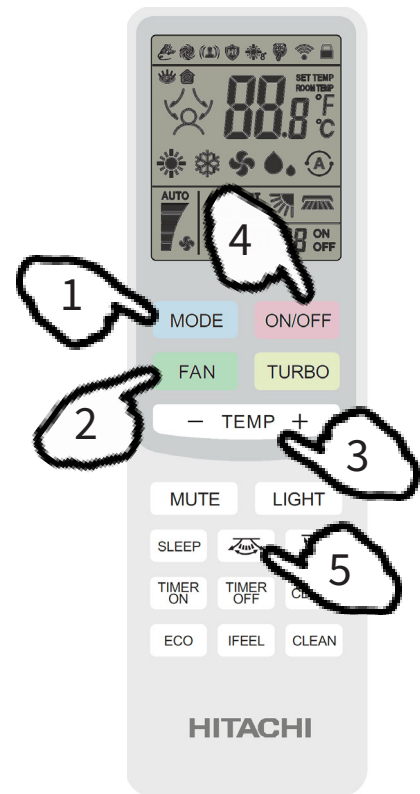 SET TEMP
ROOM TEMP
88.8 °F
°C
A
AUTO
8 ON
OFF
4
1
MODE ON/OFF
FAN TURBO
2
− TEMP +
3
MUTE LIGHT
SLEEP
5
TIMER ON TIMER OFF
ECO IFEEL CLEAN
HITACHI